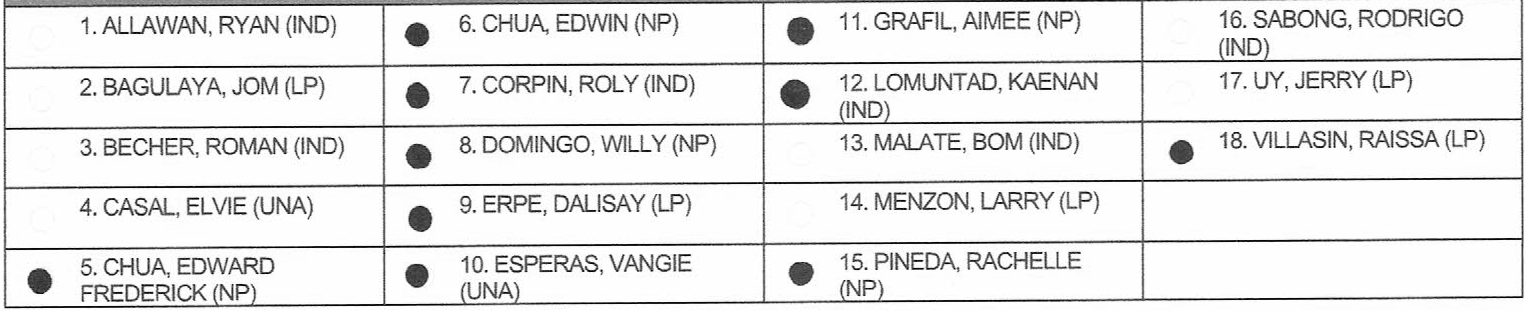 1. ALLAWAN, RYAN (IND)
2. BAGULAYA, JOM (LP)
3. BECHER, ROMAN (IND)
4. CASAL, ELVIE (UNA)
5. CHUA, EDWARD
FREDERICK (NP)
6. CHUA, EDWIN (NP)
7. CORPIN, ROLY (IND)
8. DOMINGO, WILLY (NP)
9. ERPE, DALISAY (LP)
10. ESPERAS, VANGIE
(UNA)
11. GRAFIL, AIMEE (NP)
12. LOMUNTAD, KAENAN
(IND)
13. MALATE, BOM (IND)
14. MENZON, LARRY (LP)
15. PINEDA, RACHELLE
(NP)
16. SABONG, RODRIGO
(IND)
17. UY, JERRY (LP)
18. VILLASIN, RAISSA (LP)